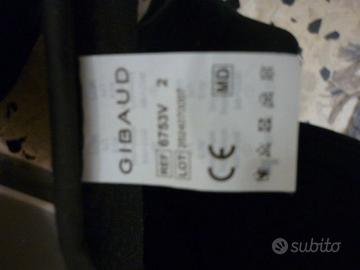 GIBAUD
REF 6753V 2
LOT
MD
CE
subito